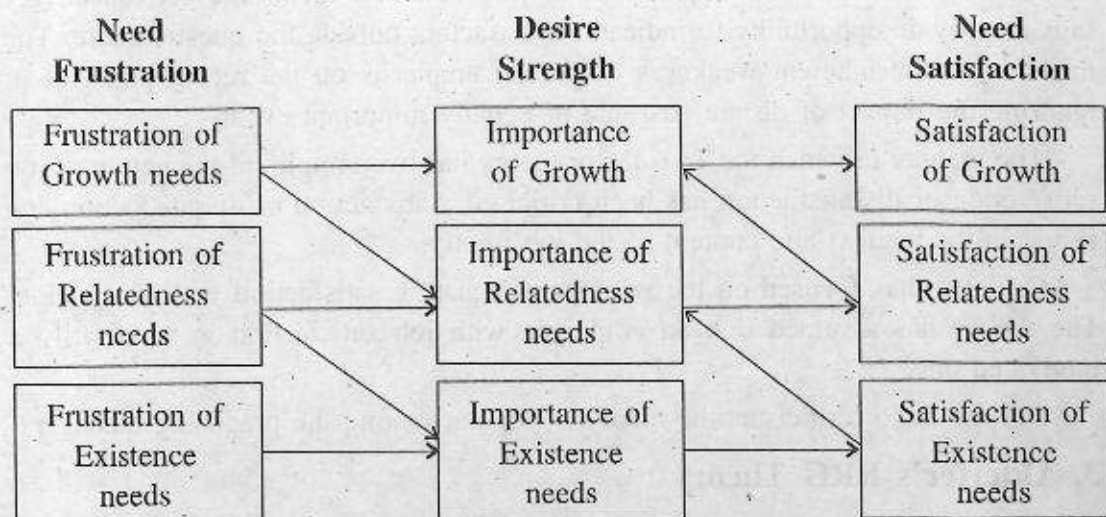 Need
Frustration
Desire
Strength
Need
Satisfaction
Frustration of
Growth needs
Importance
of Growth
Satisfaction
of Growth
Frustration of
Relatedness
needs
Importance of
Relatedness
needs
Satisfaction of
Relatedness
needs
Frustration of
Existence
needs
Importance of
Existence
needs
Satisfaction of
Existence
needs